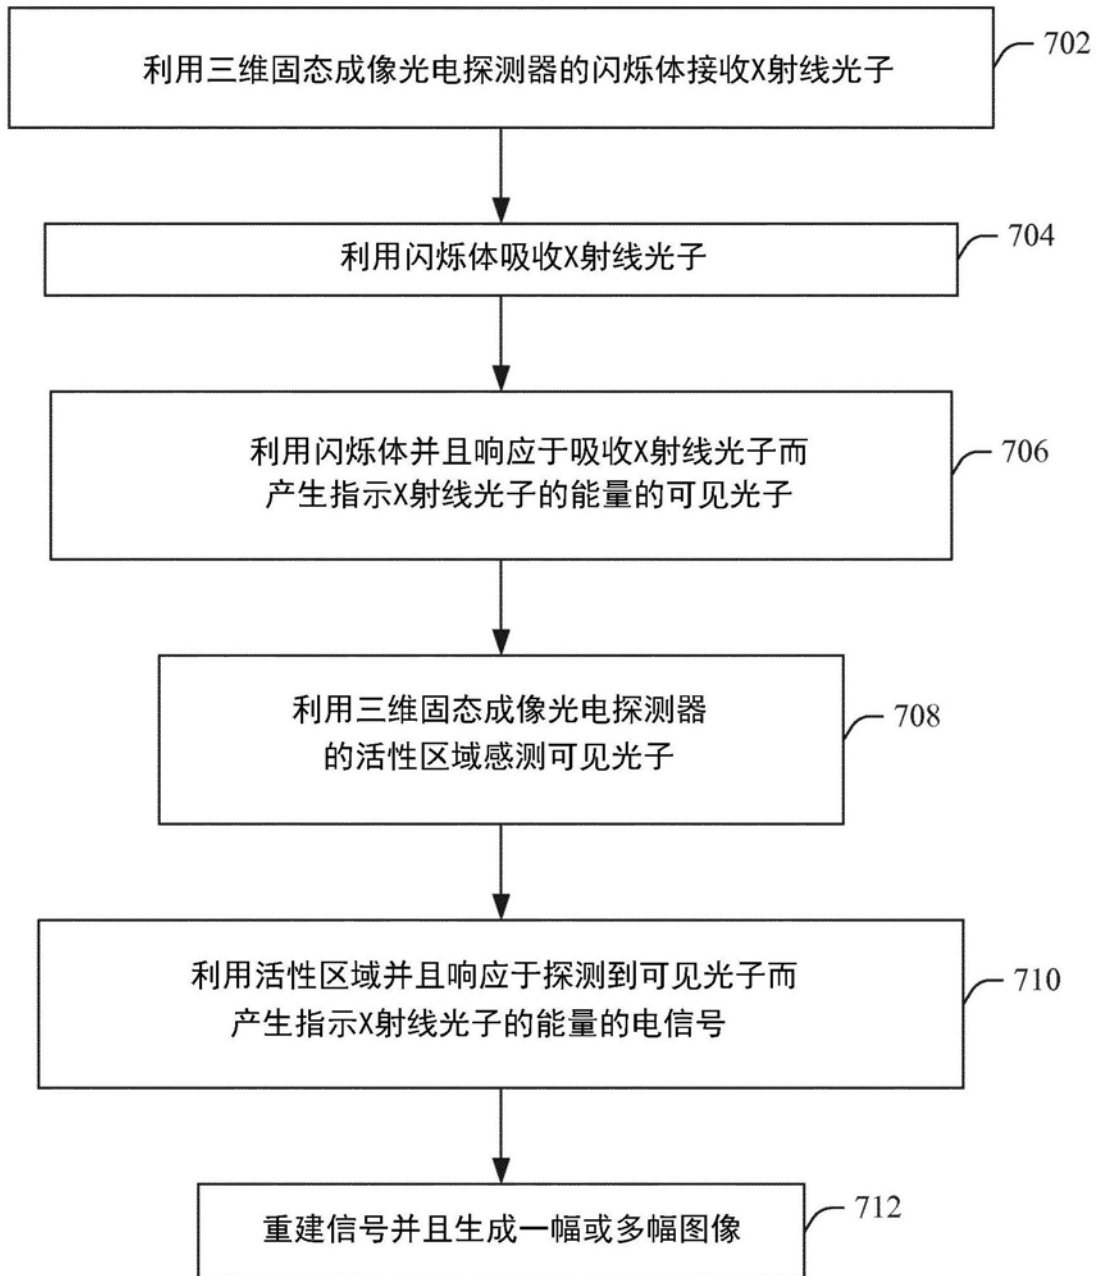 利用三维固态成像光电探测器的闪烁体接收X射线光子
702
利用闪烁体吸收X射线光子
704
利用闪烁体并且响应于吸收X射线光子而
产生指示X射线光子的能量的可见光子
706
利用三维固态成像光电探测器
的活性区域感测可见光子
708
利用活性区域并且响应于探测到可见光子而
产生指示X射线光子的能量的电信号
710
重建信号并且生成一幅或多幅图像
712